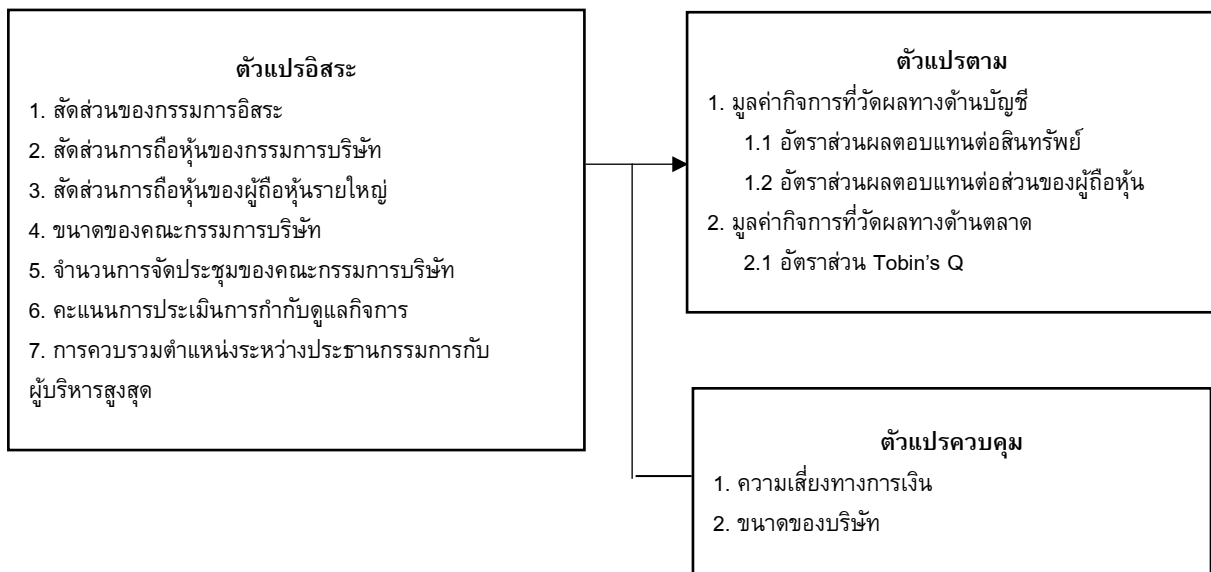 ตัวแปรอิสระ
1. สัดส่วนของกรรมการอิสระ
2. สัดส่วนการถือหุ้นของกรรมการบริษัท
3. สัดส่วนการถือหุ้นของผู้ถือหุ้นรายใหญ่
4. ขนาดของคณะกรรมการบริษัท
5. จำนวนการจัดประชุมของคณะกรรมการบริษัท
6. คะแนนการประเมินการกำกับดูแลกิจการ
7. การควบรวมตำแหน่งระหว่างประธานกรรมการกับ
ผู้บริหารสูงสุด
ตัวแปรตาม
1. มูลค่ากิจการที่วัดผลทางด้านบัญชี
1.1 อัตราส่วนผลตอบแทนต่อสินทรัพย์
1.2 อัตราส่วนผลตอบแทนต่อส่วนของผู้ถือหุ้น
2. มูลค่ากิจการที่วัดผลทางด้านตลาด
2.1 อัตราส่วน Tobin's Q
ตัวแปรควบคุม
1. ความเสี่ยงทางการเงิน
2. ขนาดของบริษัท